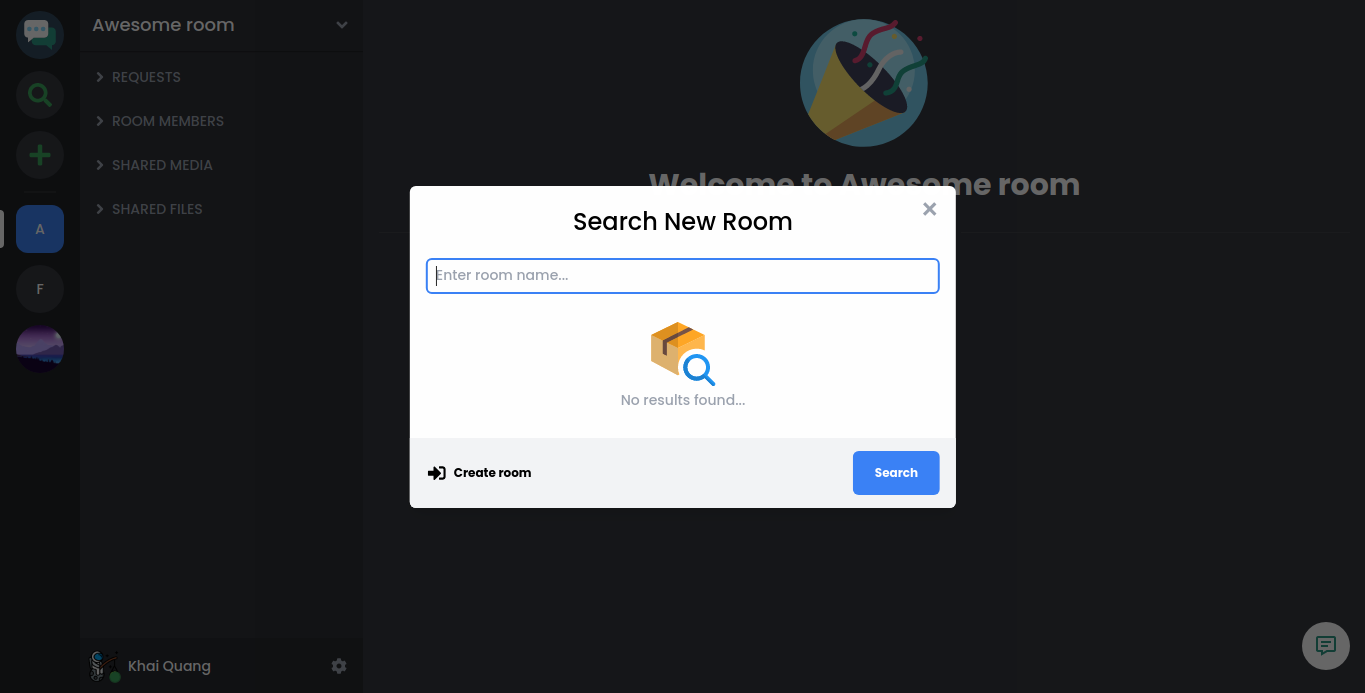 Awesome room
REQUESTS
ROOM MEMBERS
SHARED MEDIA
SHARED FILES
A
F
Khai Quang
Welcome to Awesome room
Search New Room
Enter room name...
No results found...
Create room
Search